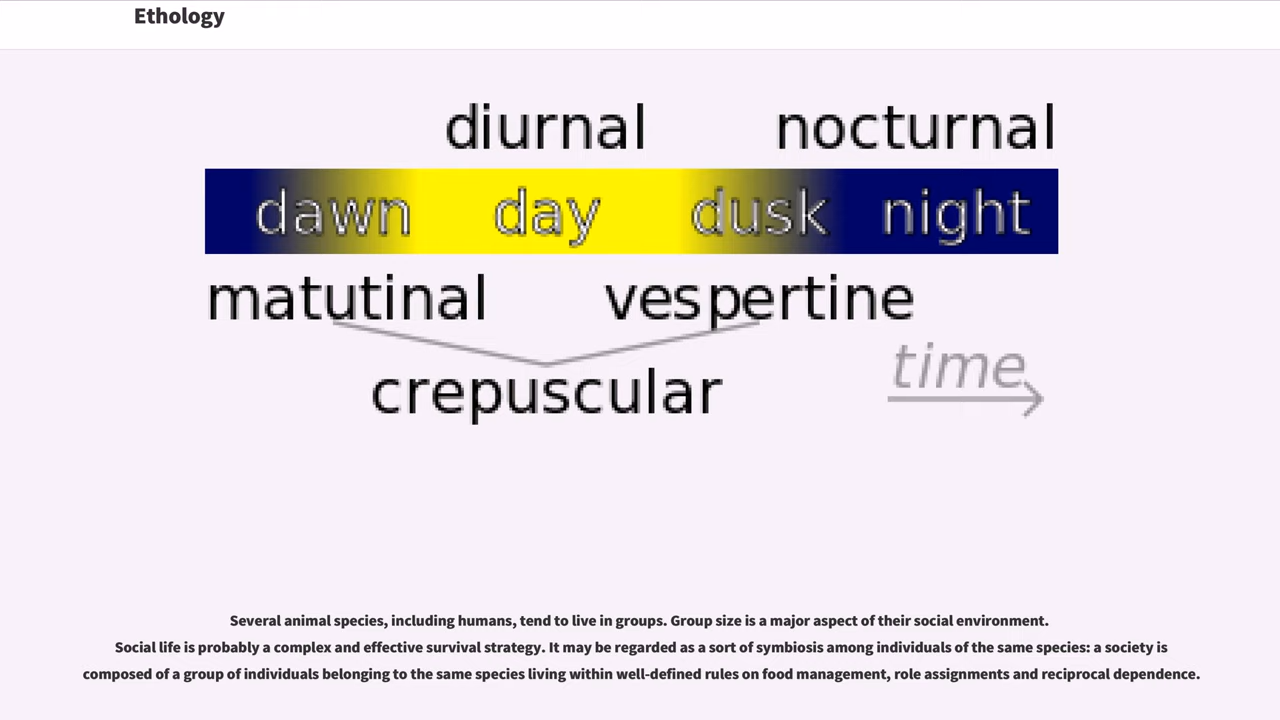 Ethology
diurnal nocturnal
dawn day dusk night
matutinal vespertine
time
crepuscular
Several animal species, including humans, tend to live in groups. Group size is a major aspect of their social environment.
Social life is probably a complex and effective survival strategy. It may be regarded as a sort of symbiosis among individuals of the same species: a society is
composed of a group of individuals belonging to the same species living within well-defined rules on food management, role assignments and reciprocal dependence.